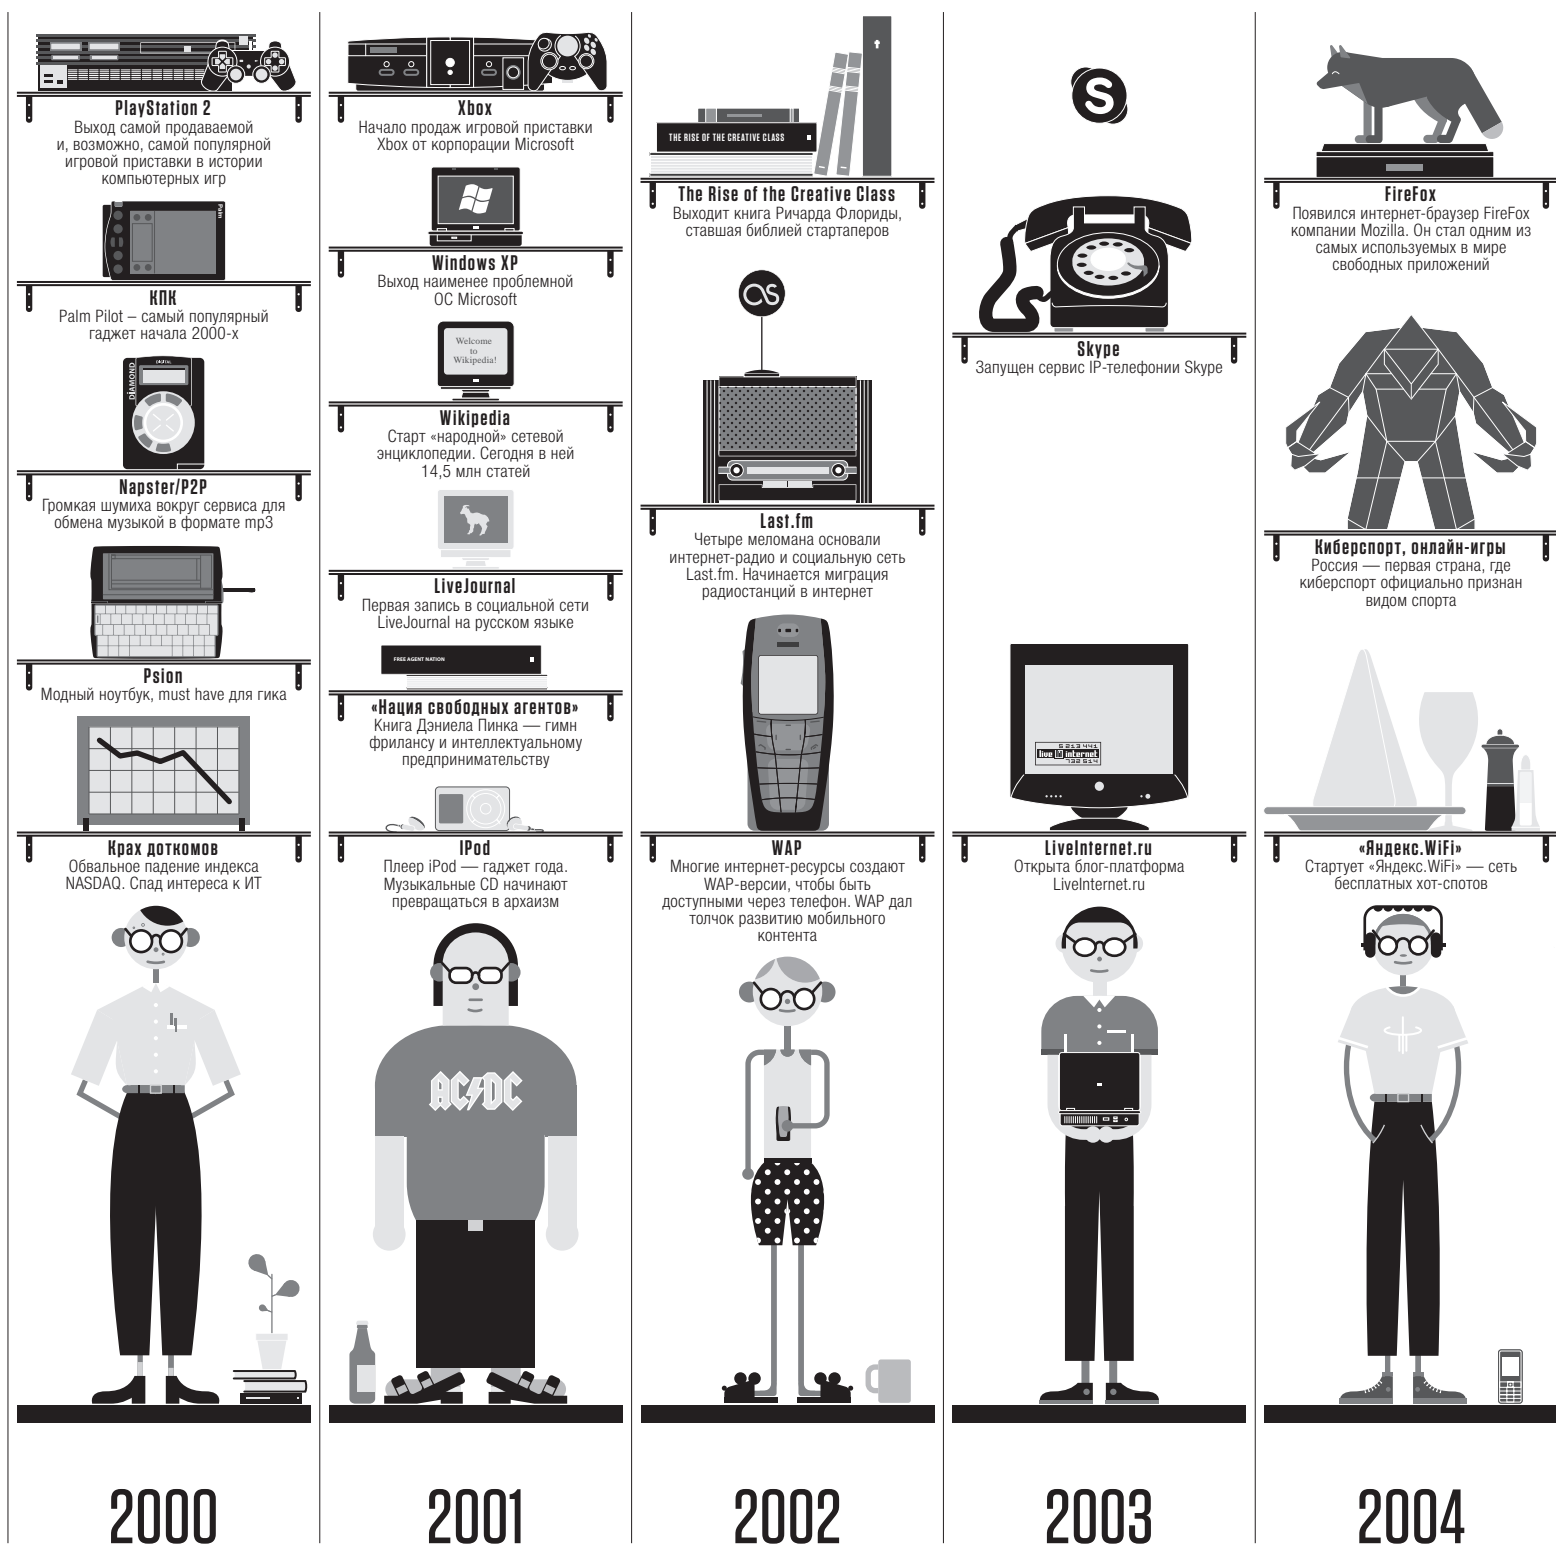 PlayStation 2
Выход самой продаваемой
и, возможно, самой популярной
игровой приставки в истории
компьютерных игр
Palm
КПК
Palm Pilot – самый популярный
гаджет начала 2000-х
DIGITAL
DIAMOND
Napster/P2P
Громкая шумиха вокруг сервиса для
обмена музыкой в формате mp3
Psion
Модный ноутбук, must have для гика
Крах доткомов
Обвальное падение индекса
NASDAQ. Спад интереса к ИТ
2000
Xbox
Начало продаж игровой приставки
Xbox от корпорации Microsoft
Windows XP
Выход наименее проблемной
ОС Microsoft
Welcome
to
Wikipedia!
Wikipedia
Старт «народной» сетевой
энциклопедии. Сегодня в ней
14,5 млн статей
LiveJournal
Первая запись в социальной сети
LiveJournal на русском языке
FREE AGENT NATION
«Нация свободных агентов»
Книга Дэниела Пинка — гимн
фрилансу и интеллектуальному
предпринимательству
IPod
Плеер iPod — гаджет года.
Музыкальные CD начинают
превращаться в архаизм
AC/DC
2001
THE RISE OF THE CREATIVE CLASS
The Rise of the Creative Class
Выходит книга Ричарда Флориды,
ставшая библией стартаперов
as
Last.fm
Четыре меломана основали
интернет-радио и социальную сеть
Last.fm. Начинается миграция
радиостанций в интернет
WAP
Многие интернет-ресурсы создают
WAP-версии, чтобы быть
доступными через телефон. WAP дал
толчок развитию мобильного
контента
2002
S
Skype
Запущен сервис IP-телефонии Skype
5213441
live internet
732514
LiveInternet.ru
Открыта блог-платформа
LiveInternet.ru
2003
FireFox
Появился интернет-браузер FireFox
компании Mozilla. Он стал одним из
самых используемых в мире
свободных приложений
Киберспорт, онлайн-игры
Россия — первая страна, где
киберспорт официально признан
видом спорта
«Яндекс.WiFi»
Стартует «Яндекс.WiFi» — сеть
бесплатных хот-спотов
2004